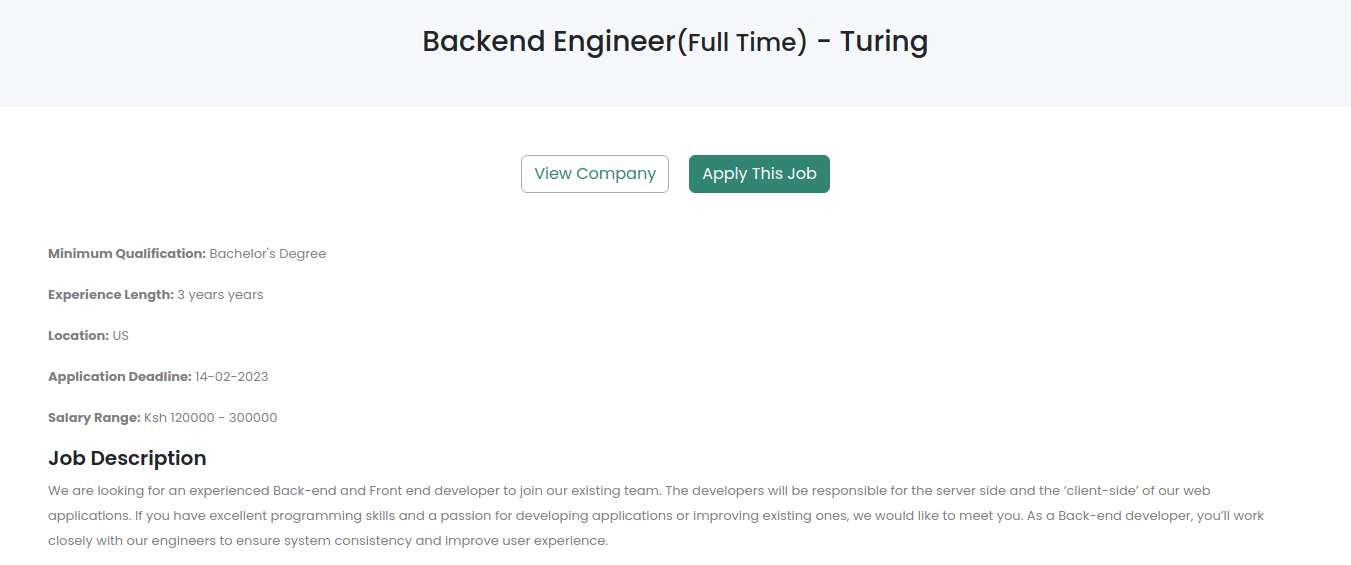 Backend Engineer(Full Time) - Turing
View Company
Apply This Job
Minimum Qualification: Bachelor's Degree
Experience Length: 3 years years
Location: US
Application Deadline: 14-02-2023
Salary Range: Ksh 120000 - 300000
Job Description
We are looking for an experienced Back-end and Front end developer to join our existing team. The developers will be responsible for the server side and the ‘client-side’ of our web
applications. If you have excellent programming skills and a passion for developing applications or improving existing ones, we would like to meet you. As a Back-end developer, you’ll work
closely with our engineers to ensure system consistency and improve user experience.